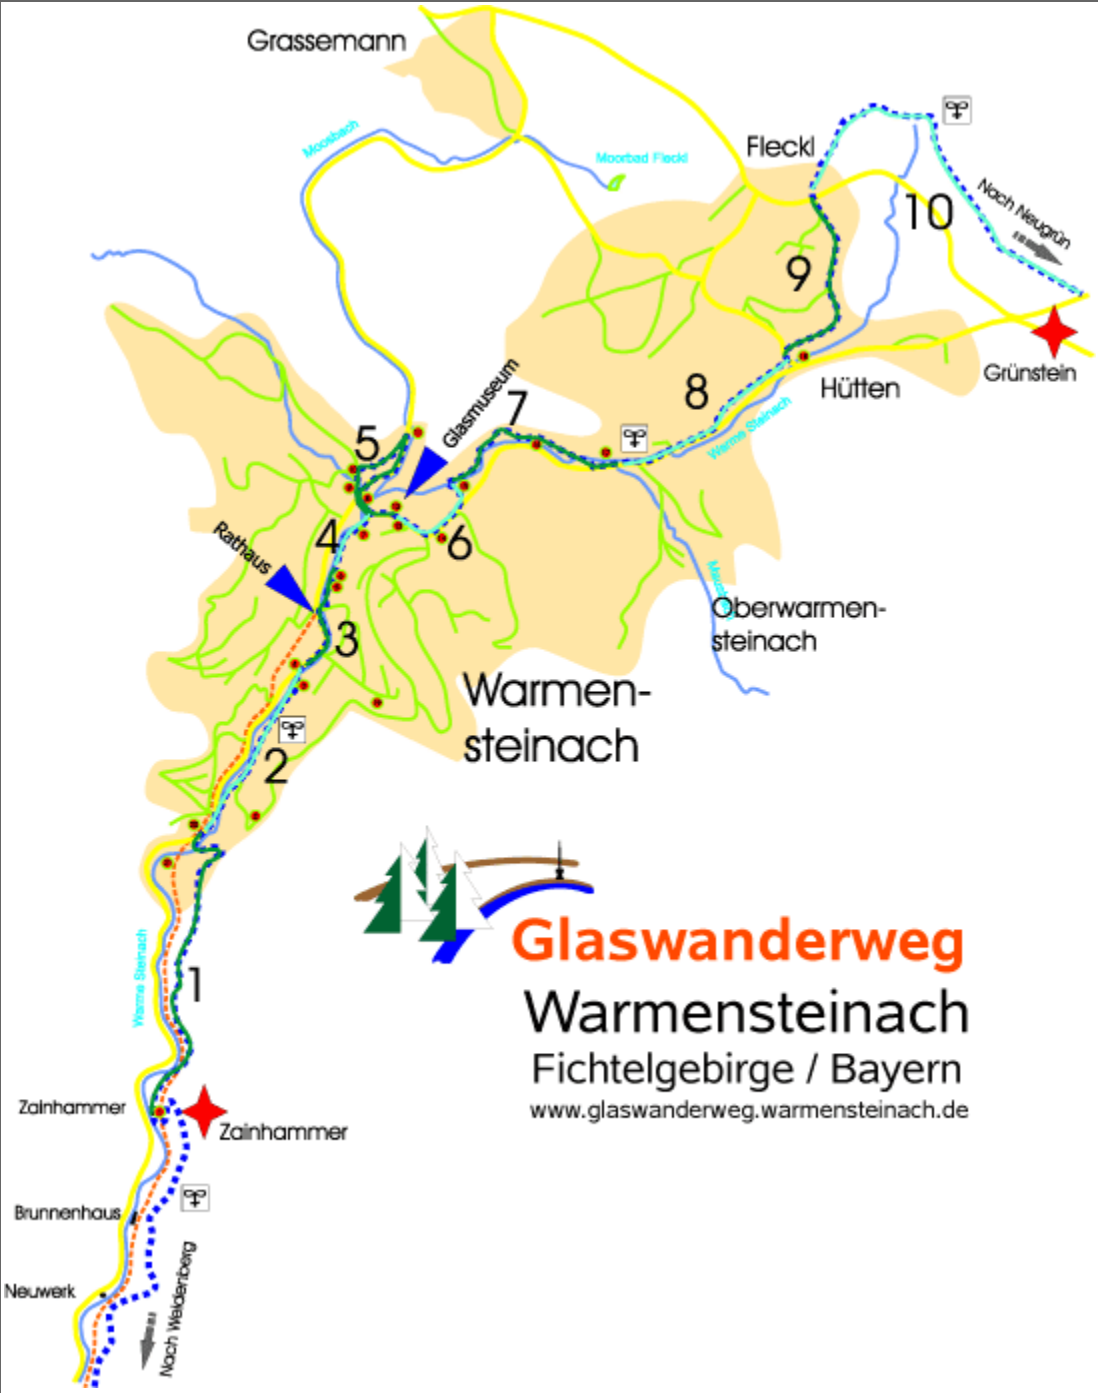 Grassemann
Moosbach
Moorbad Fleckl
Fleckl
10
Nach Neugrün
9
Grünstein
Hütten
8
Warme Steinach
Glasmuseum
7
5
4
6
Rathaus
3
Oberwarmen-
steinach
Warmen-
steinach
2
Glaswanderweg
Warmensteinach
Fichtelgebirge / Bayern
www.glaswanderweg.warmensteinach.de
Warme Steinach
1
Zainhammer
Zainhammer
Brunnenhaus
Neuwerk
Nach Weidenberg